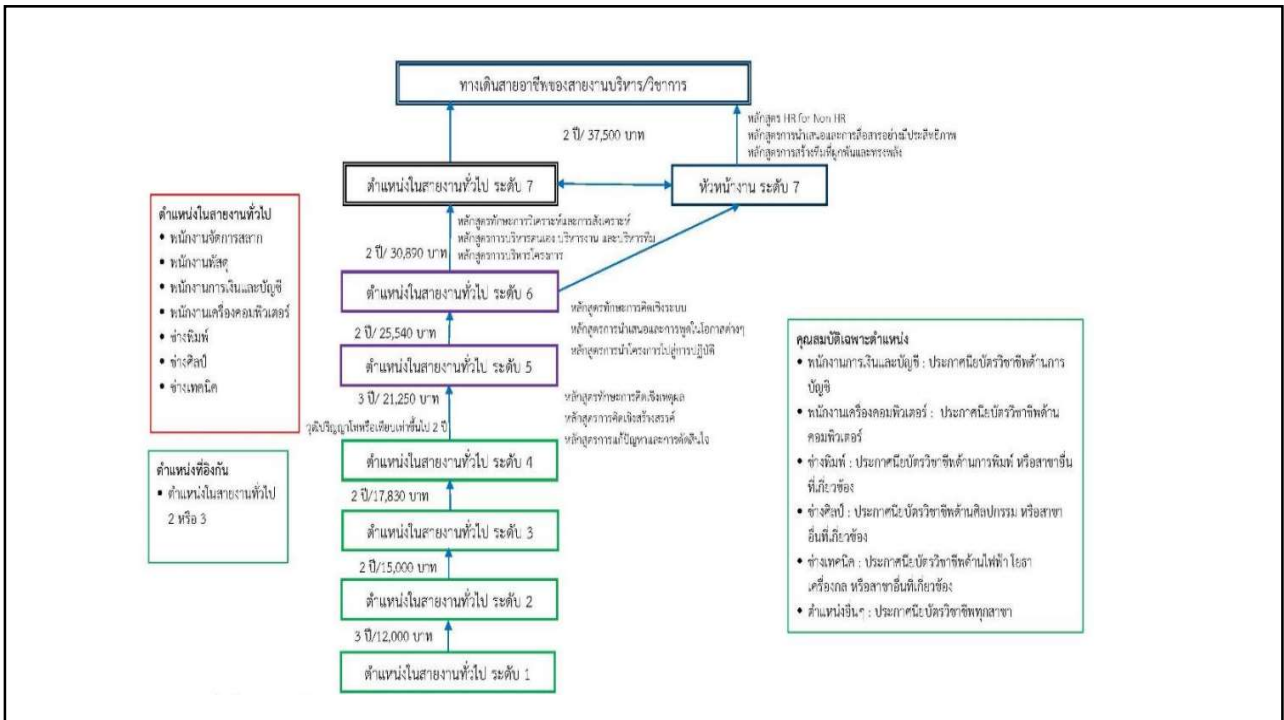 ทางเดินสายอาชีพของสายงานบริหาร/วิชาการ
2 ปี/ 37,500 บาท
หลักสูตร HR for Non HR
หลักสูตรการนำเสนอและการสื่อสารอย่างมีประสิทธิภาพ
หลักสูตรการสร้างทีมที่ผูกพันและทรงพลัง
ตำแหน่งในสายงานทั่วไป ระดับ 7
หัวหน้างาน ระดับ 7
ตำแหน่งในสายงานทั่วไป
• พนักงานจัดการสลาก
• พนักงานพัสดุ
• พนักงานการเงินและบัญชี
• พนักงานเครื่องคอมพิวเตอร์
• ช่างพิมพ์
• ช่างศิลป์
• ช่างเทคนิค
หลักสูตรทักษะการวิเคราะห์และการสังเคราะห์
หลักสูตรการบริหารตนเอง บริหารงาน และบริหารทีม
หลักสูตรการบริหารโครงการ
2 ปี/ 30,890 บาท
ตำแหน่งในสายงานทั่วไป ระดับ 6
หลักสูตรทักษะการคิดเชิงระบบ
หลักสูตรการนำเสนอและการพูดในโอกาสต่างๆ
หลักสูตรการนำโครงการไปสู่การปฏิบัติ
2 ปี/ 25,540 บาท
ตำแหน่งในสายงานทั่วไป ระดับ 5
3 ปี/ 21,250 บาท
วุฒิปริญญาโทหรือเทียบเท่าขึ้นไป 2 ปี
หลักสูตรทักษะการคิดเชิงเหตุผล
หลักสูตรการคิดเชิงสร้างสรรค์
หลักสูตรการแก้ปัญหาและการตัดสินใจ
ตำแหน่งในสายงานทั่วไป ระดับ 4
ตำแหน่งที่อิงกัน
• ตำแหน่งในสายงานทั่วไป
2 หรือ 3
2 ปี/17,830 บาท
ตำแหน่งในสายงานทั่วไป ระดับ 3
2 ปี/15,000 บาท
ตำแหน่งในสายงานทั่วไป ระดับ 2
3 ปี/12,000 บาท
ตำแหน่งในสายงานทั่วไป ระดับ 1
คุณสมบัติเฉพาะตำแหน่ง
• พนักงานการเงินและบัญชี : ประกาศนียบัตรวิชาชีพด้านการ
บัญชี
• พนักงานเครื่องคอมพิวเตอร์ : ประกาศนียบัตรวิชาชีพด้าน
คอมพิวเตอร์
• ช่างพิมพ์ : ประกาศนียบัตรวิชาชีพด้านการพิมพ์ หรือสาขาอื่น
ที่เกี่ยวข้อง
• ช่างศิลป์ : ประกาศนียบัตรวิชาชีพด้านศิลปกรรม หรือสาขา
อื่นที่เกี่ยวข้อง
• ช่างเทคนิค : ประกาศนียบัตรวิชาชีพด้านไฟฟ้า โยธา
เครื่องกล หรือสาขาอื่นที่เกี่ยวข้อง
• ตำแหน่งอื่นๆ : ประกาศนียบัตรวิชาชีพทุกสาขา